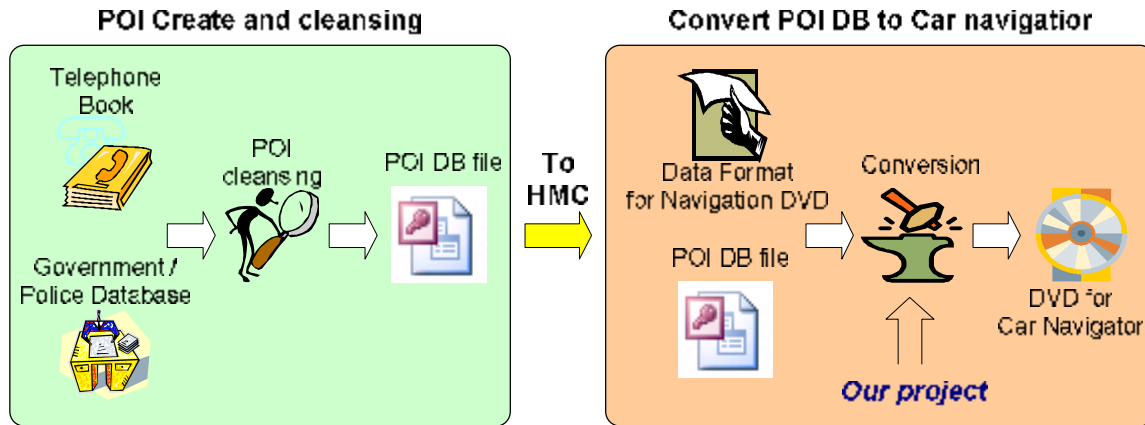 POI Create and cleansing
Telephone
Book
Government /
Police Database
POI
cleansing
POI DB file
To
HMC
Convert POI DB to Car navigatior
Data Format
for Navigation DVD
POI DB file
Conversion
Our project
DVD for
Car Navigator